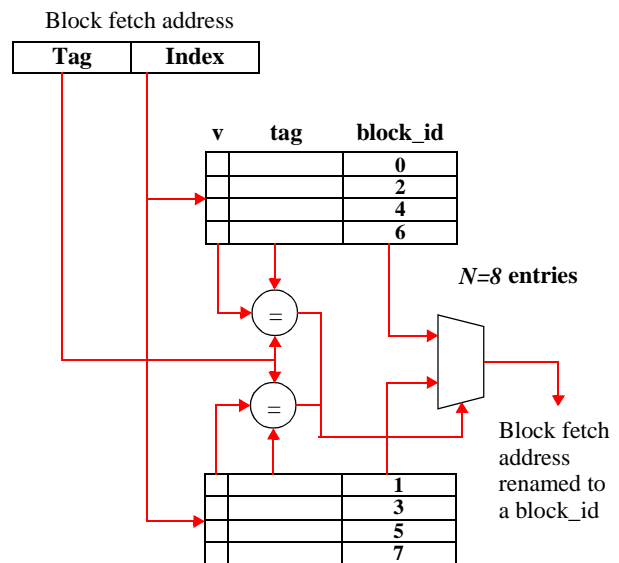 Block fetch address
Tag Index
v tag block_id
0
2
4
6
N=8 entries
=
=
Block fetch
address
renamed to
a block_id
1
3
5
7